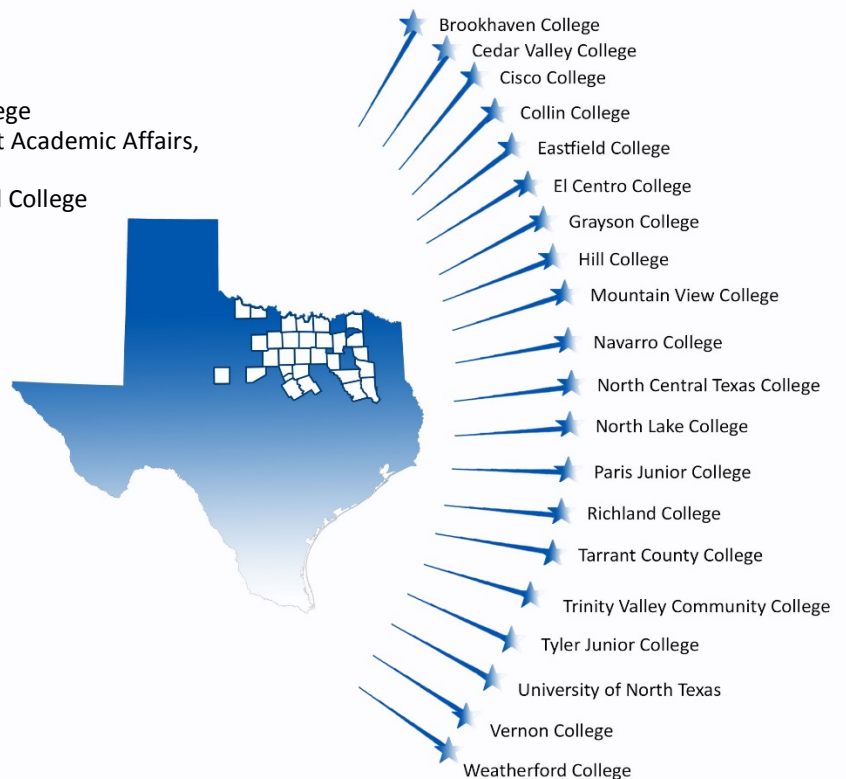 Brookhaven College
Cedar Valley College
Cisco College
Collin College
ege
t Academic Affairs,
Eastfield College
El Centro College
College
Grayson College
Hill College
Mountain View College
Navarro College
North Central Texas College
North Lake College
Paris Junior College
Richland College
Tarrant County College
Trinity Valley Community College
Tyler Junior College
University of North Texas
Vernon College
Weatherford College